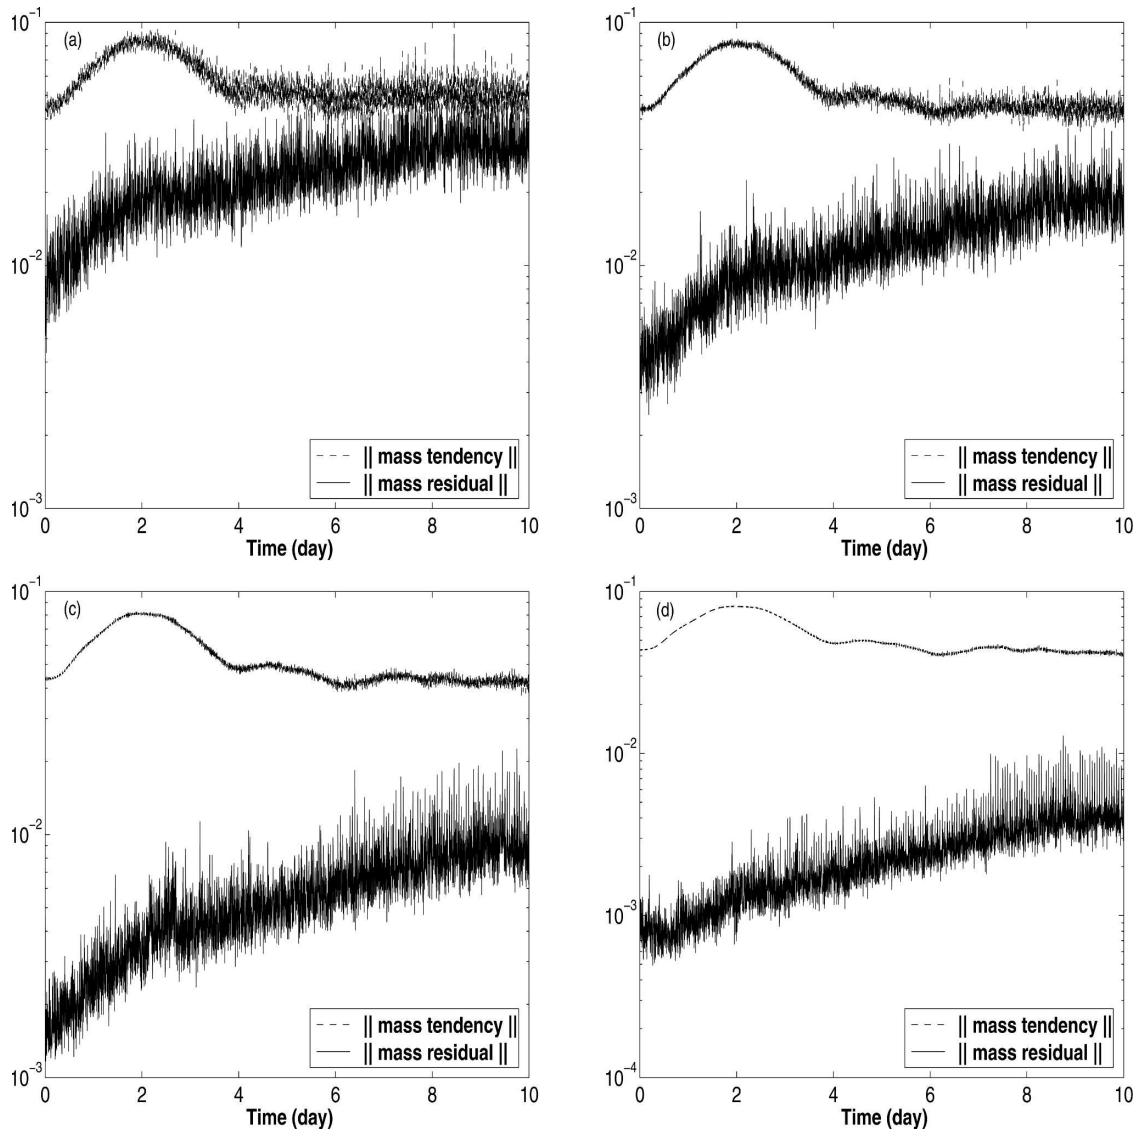 10⁻¹
(a)
10⁻²
10⁻³
|| mass tendency ||
|| mass residual ||
0 2 4 6 8 10
Time (day)
10⁻¹
(b)
10⁻²
10⁻³
|| mass tendency ||
|| mass residual ||
0 2 4 6 8 10
Time (day)
10⁻¹
(c)
10⁻²
10⁻³
|| mass tendency ||
|| mass residual ||
0 2 4 6 8 10
Time (day)
10⁻¹
(d)
10⁻²
10⁻³
10⁻⁴
|| mass tendency ||
|| mass residual ||
0 2 4 6 8 10
Time (day)